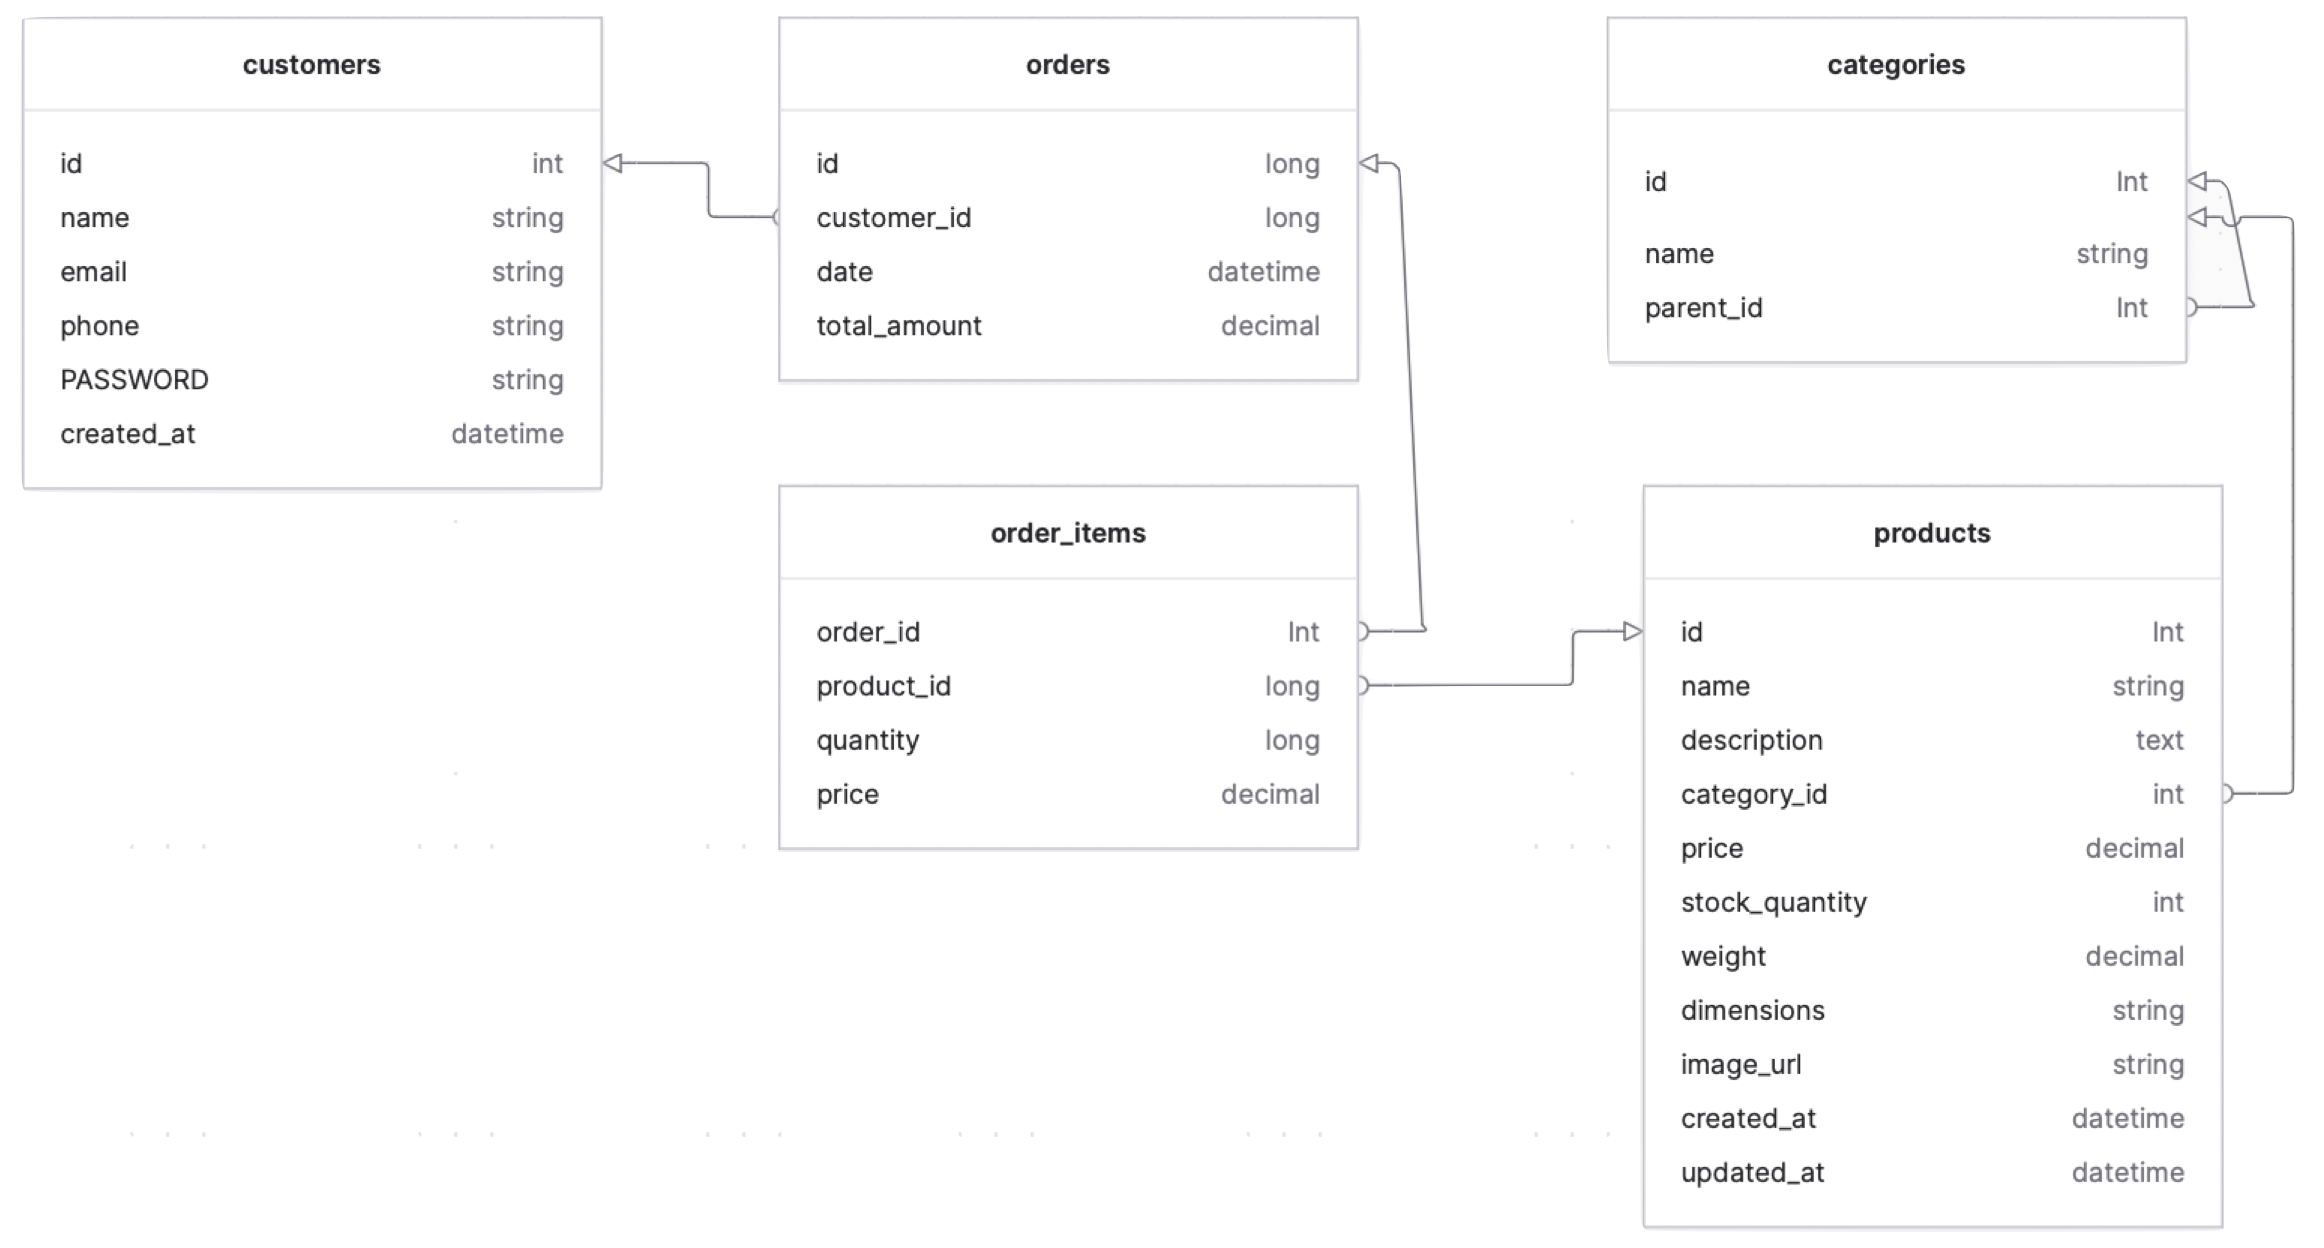 customers
id int
name string
email string
phone string
PASSWORD string
created_at datetime
orders
id long
customer_id long
date datetime
total_amount decimal
categories
id Int
name string
parent_id Int
order_items
order_id Int
product_id long
quantity long
price decimal
products
id Int
name string
description text
category_id int
price decimal
stock_quantity int
weight decimal
dimensions string
image_url string
created_at datetime
updated_at datetime